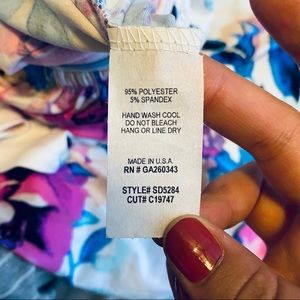 95% POLYESTER
5% SPANDEX
HAND WASH COOL
DO NOT BLEACH
HANG OR LINE DRY
MADE IN U.S.A.
RN # GA260343
STYLE# SD5284
CUT# C19747